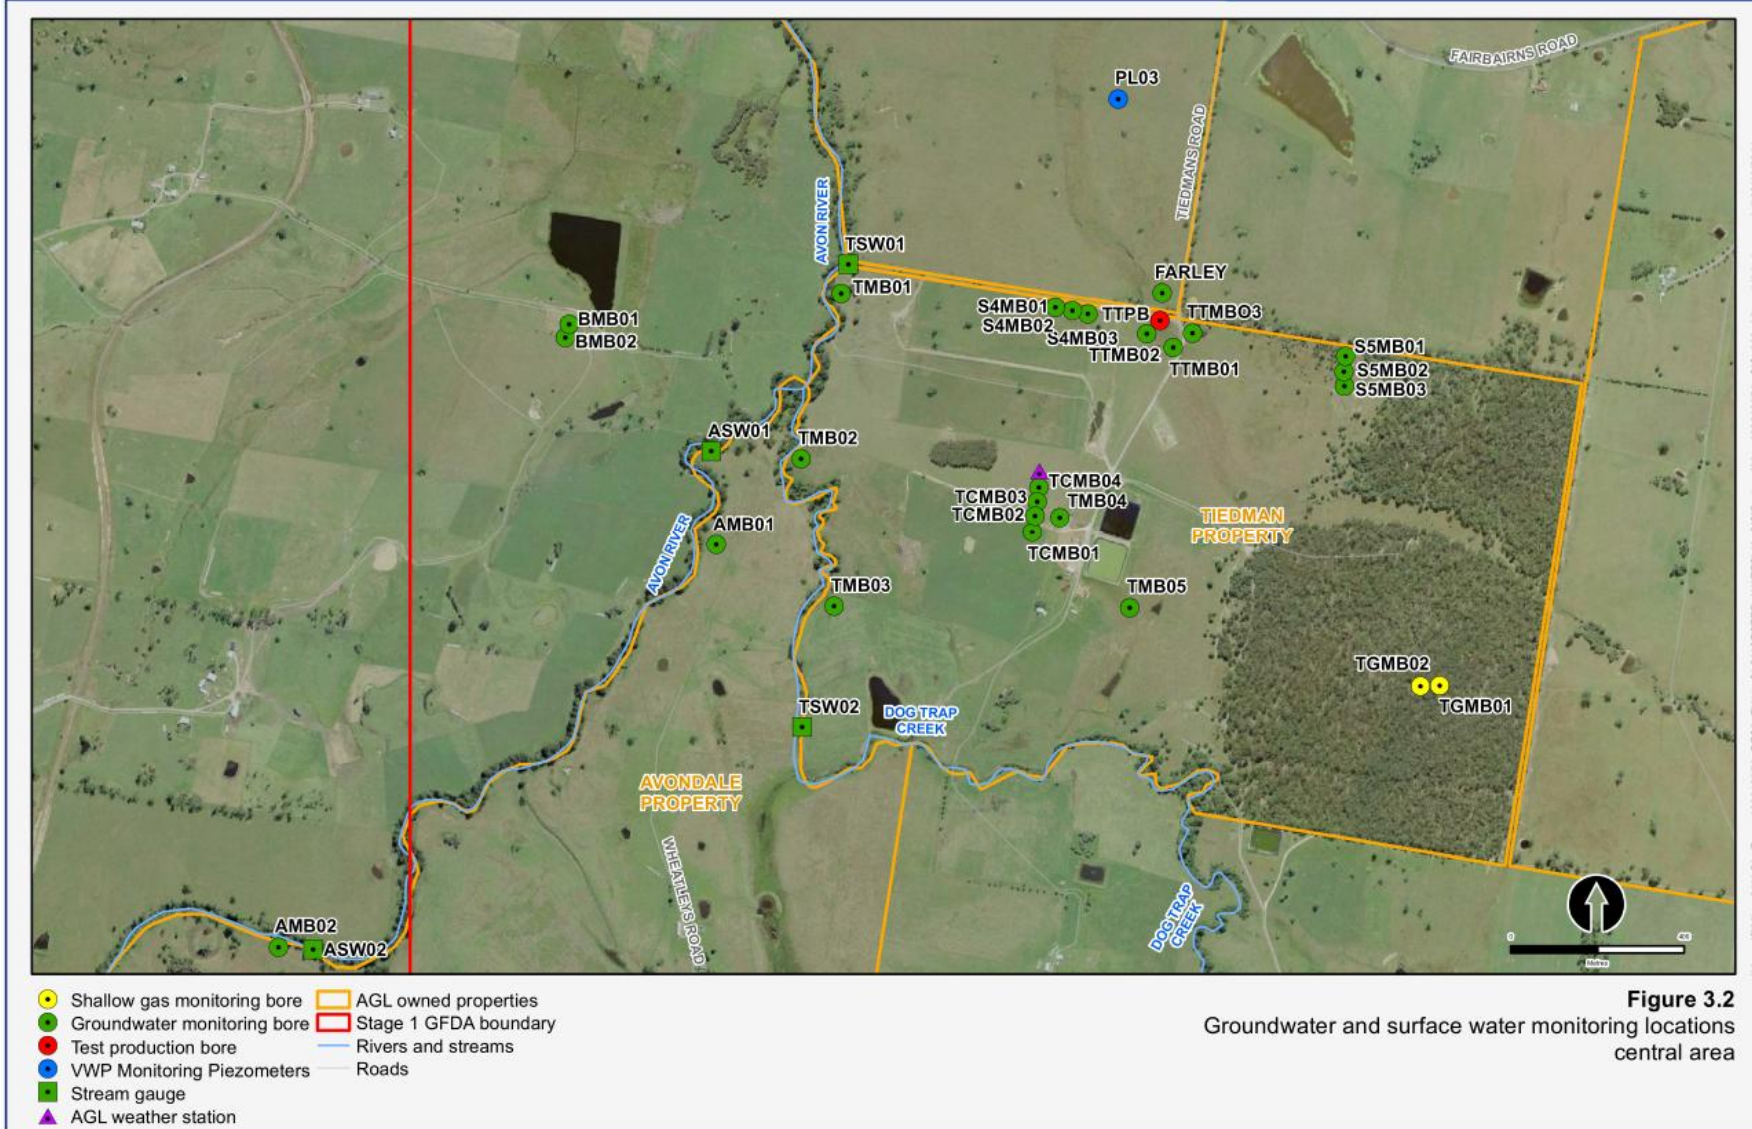 FAIRBAIRNS ROAD
PL03
TIEDMANS ROAD
AVON RIVER
TSW01
TMB01
FARLEY
S4MB01
S4MB02
S4MB03
TTPB
TTMBO3
TTMB02
TTMB01
BMB01
BMB02
S5MB01
S5MB02
S5MB03
ASW01
TMB02
TCMB04
TCMB03
TMB04
TCMB02
TCMB01
AMB01
AVON RIVER
TIEDMAN
PROPERTY
TMB03
TMB05
TGMB02
TGMB01
TSW02
DOG TRAP
CREEK
AVONDALE
PROPERTY
WHEATLEYS ROAD
DOG TRAP
CREEK
AMB02
ASW02
0
400
Metres
Shallow gas monitoring bore
Groundwater monitoring bore
Test production bore
VWP Monitoring Piezometers
Stream gauge
AGL weather station
AGL owned properties
Stage 1 GFDA boundary
Rivers and streams
Roads
Figure 3.2
Groundwater and surface water monitoring locations
central area